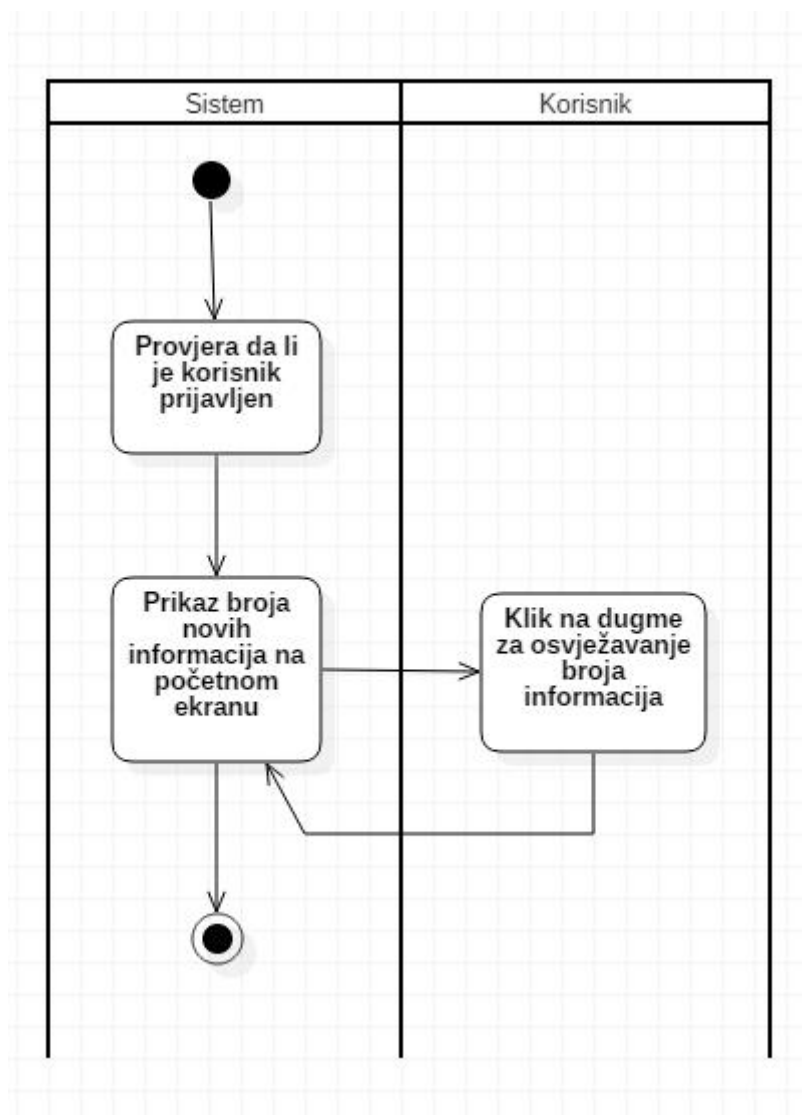 Sistem
Korisnik
Provjera da li
je korisnik
prijavljen
Prikaz broja
novih
informacija na
početnom
ekranu
Klik na dugme
za osvježavanje
broja
informacija